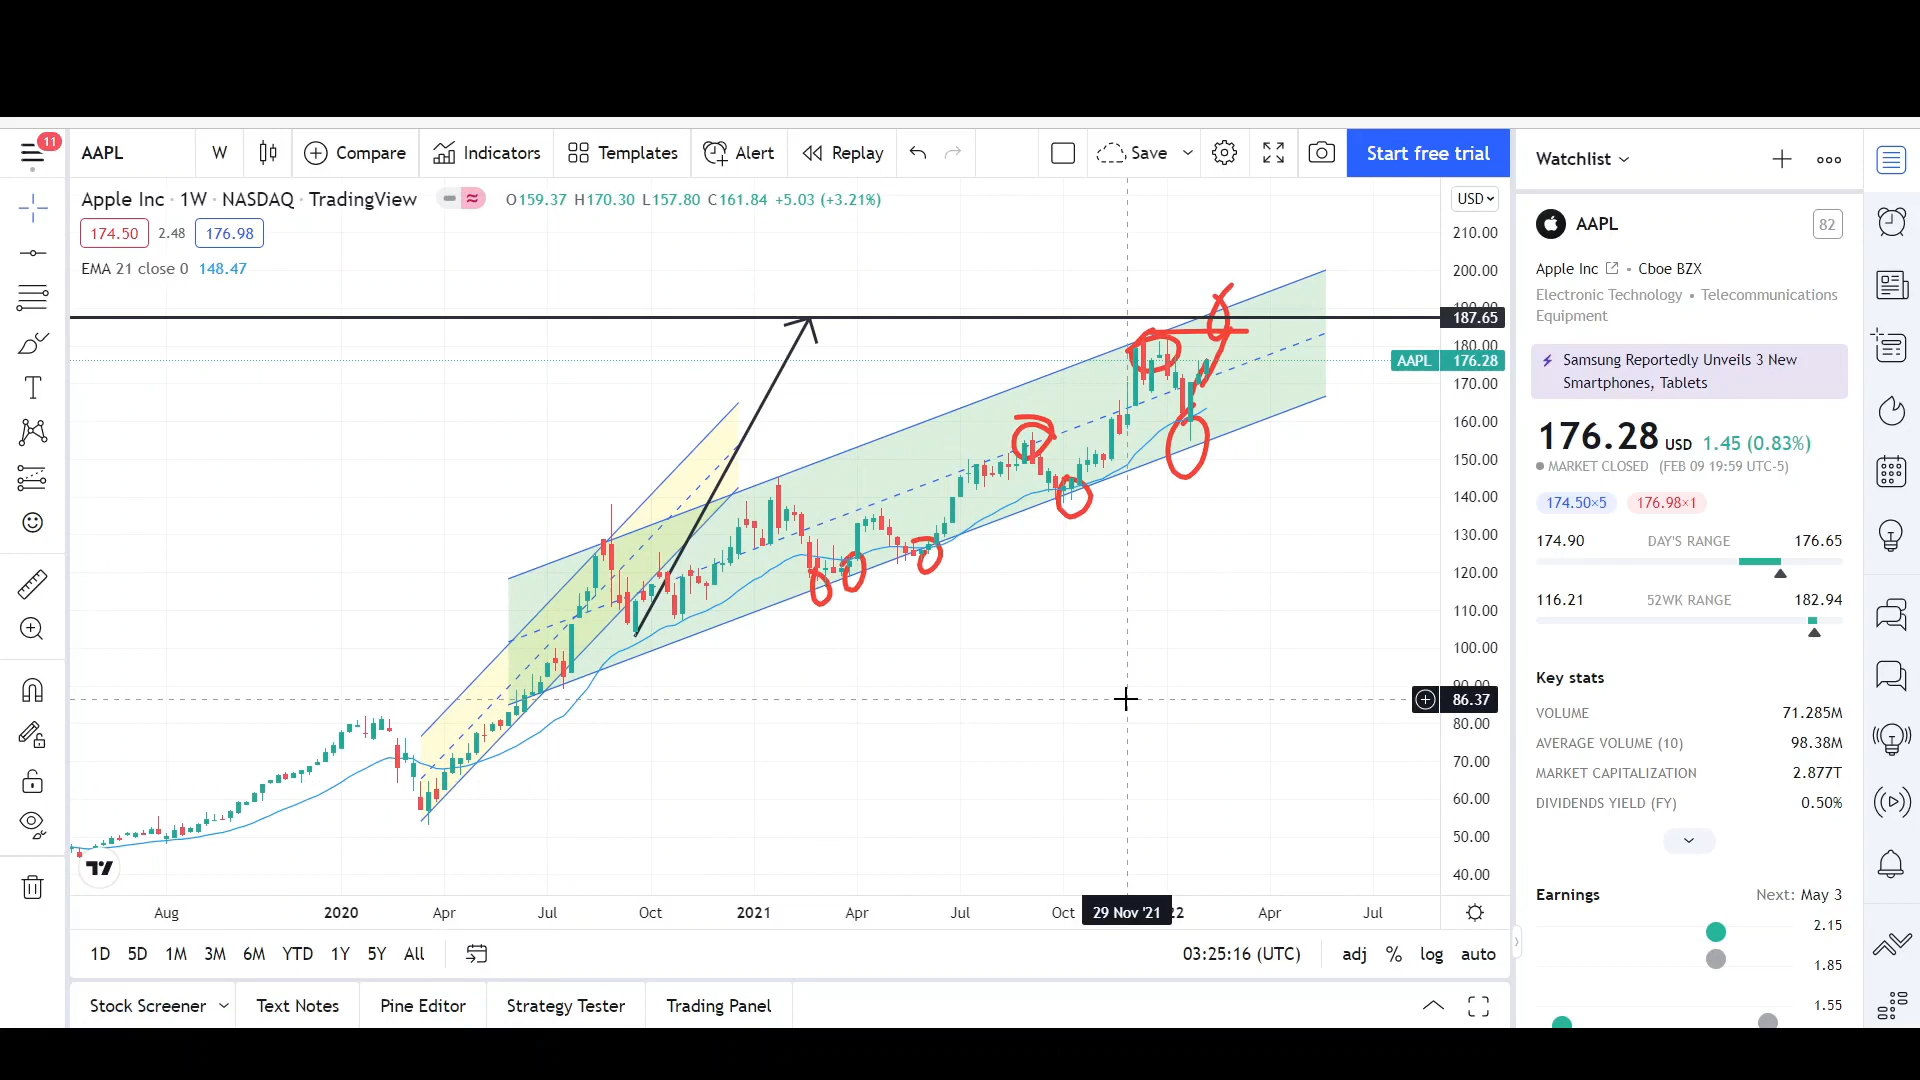 11
AAPL W Compare Indicators Templates Alert Replay Save Start free trial
Apple Inc · 1W · NASDAQ · TradingView O159.37 H170.30 L157.80 C161.84 +5.03 (+3.21%)
174.50 2.48 176.98
EMA 21 close 0 148.47
USD
210.00
200.00
190.00
187.65
180.00
AAPL 176.28
170.00
160.00
150.00
140.00
130.00
120.00
110.00
100.00
90.00
86.37
80.00
70.00
60.00
50.00
40.00
Aug 2020 Apr Jul Oct 2021 Apr Jul Oct 29 Nov '21 22 Apr Jul
1D 5D 1M 3M 6M YTD 1Y 5Y All 03:25:16 (UTC) adj % log auto
Stock Screener Text Notes Pine Editor Strategy Tester Trading Panel
Watchlist
AAPL 82
Apple Inc • Cboe BZX
Electronic Technology • Telecommunications
Equipment
Samsung Reportedly Unveils 3 New
Smartphones, Tablets
176.28 USD 1.45 (0.83%)
MARKET CLOSED (FEB 09 19:59 UTC-5)
174.50×5 176.98×1
174.90 DAY'S RANGE 176.65
116.21 52WK RANGE 182.94
Key stats
VOLUME 71.285M
AVERAGE VOLUME (10) 98.38M
MARKET CAPITALIZATION 2.877T
DIVIDENDS YIELD (FY) 0.50%
Earnings Next: May 3
2.15
1.85
1.55